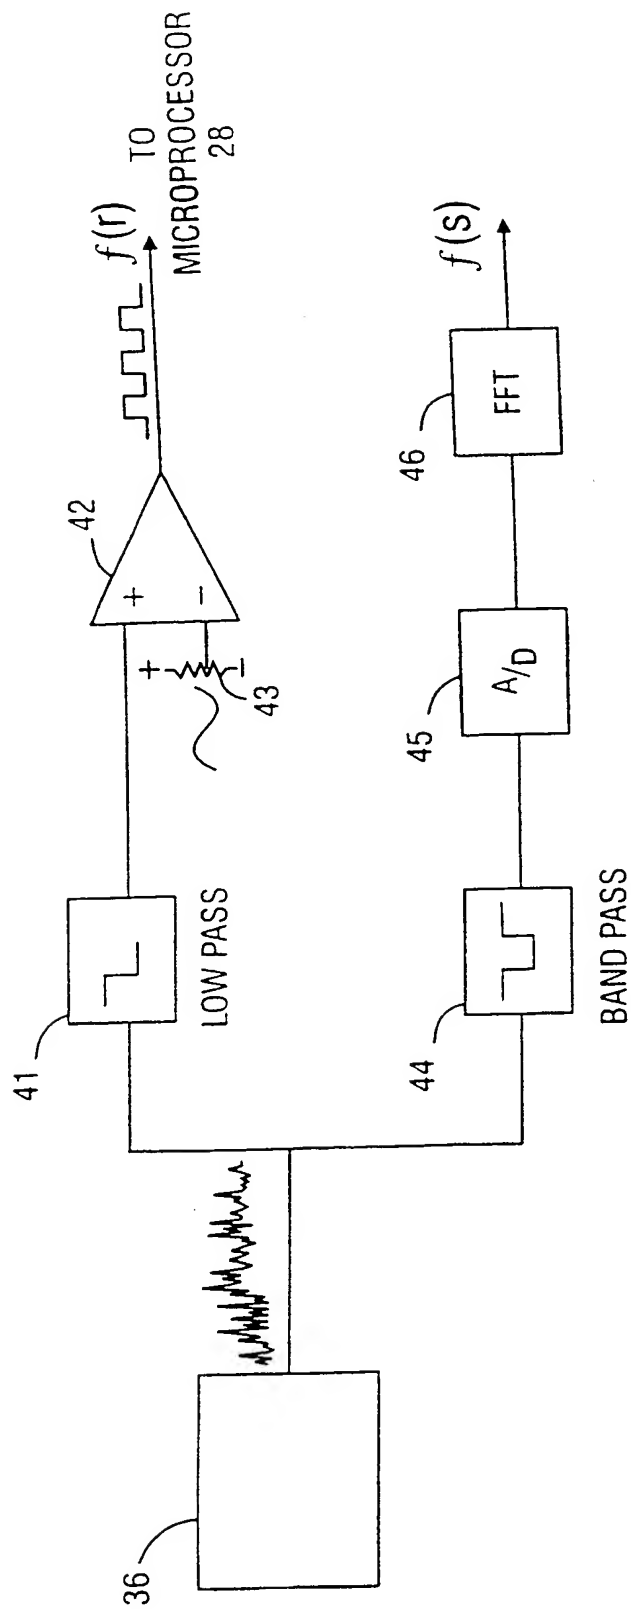 36
41
LOW PASS
42
+
−
+
−
43
f(r)
TO
MICROPROCESSOR
28
44
BAND PASS
45
A/D
46
FFT
f(s)